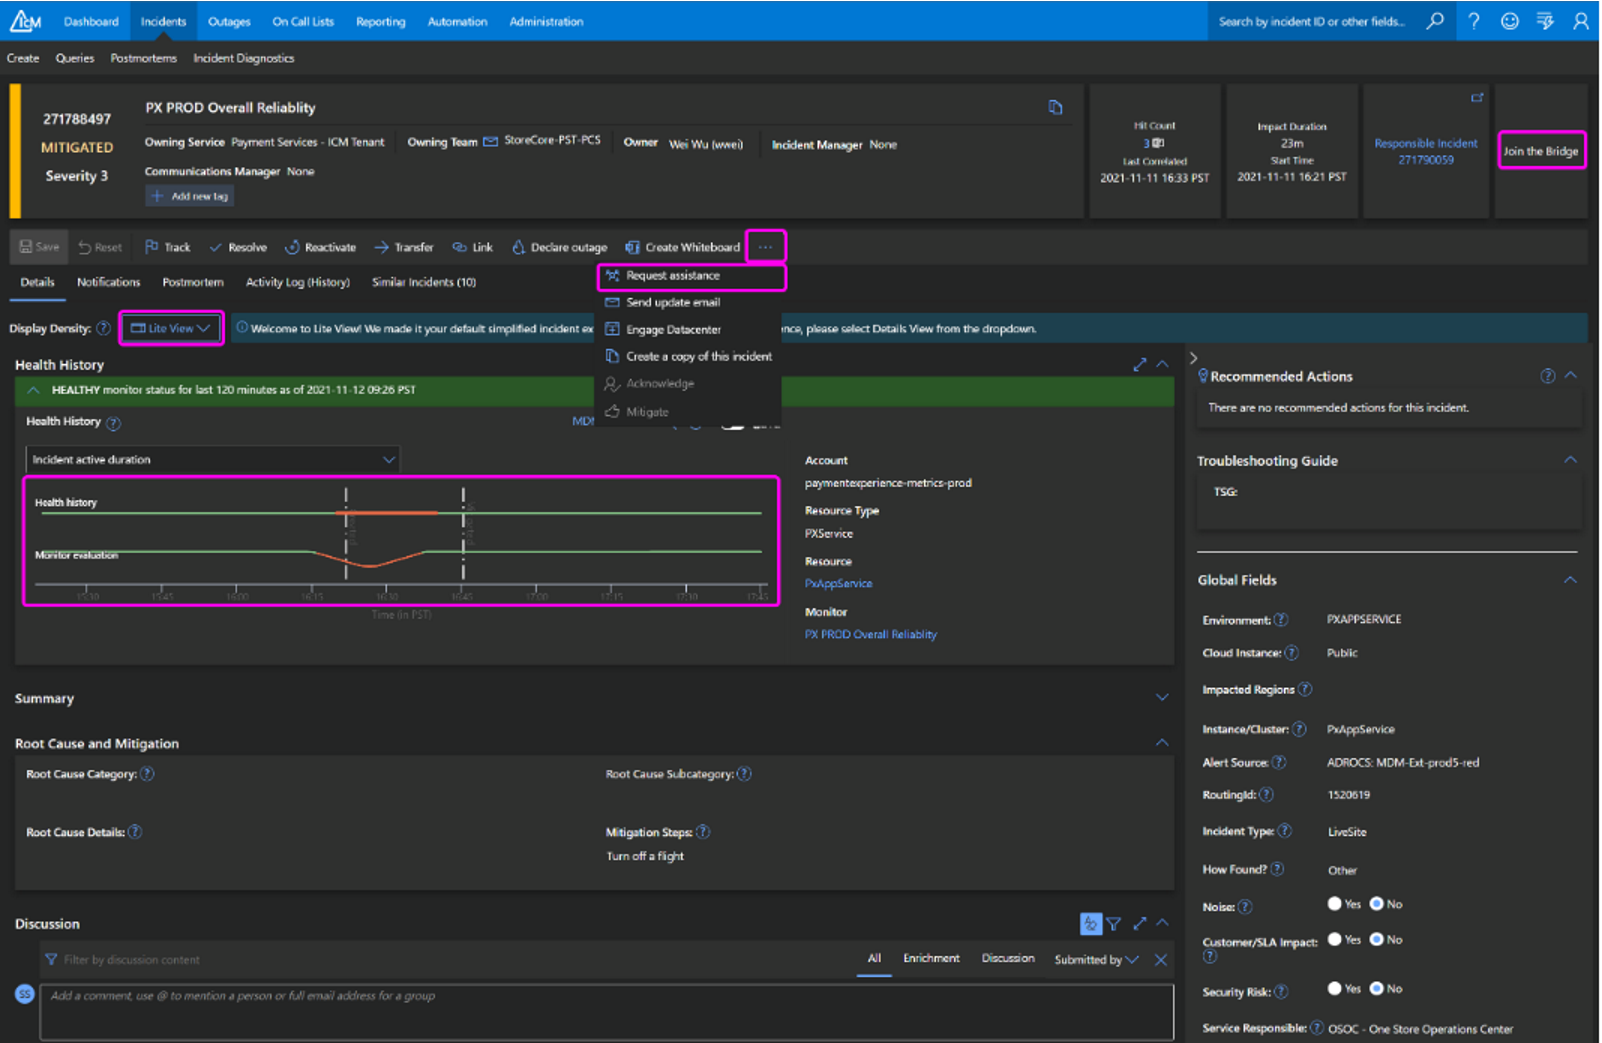 IcM Dashboard Incidents Outages On Call Lists Reporting Automation Administration Search by incident ID or other fields...
Create Queries Postmortems Incident Diagnostics
271788497
MITIGATED
Severity 3
PX PROD Overall Reliablity
Owning Service Payment Services - ICM Tenant Owning Team StoreCore-PST-PCS Owner Wei Wu (wwei) Incident Manager None
Communications Manager None
Add new tag
Hit Count
3
Last Correlated
2021-11-11 16:33 PST
Impact Duration
23m
Start Time
2021-11-11 16:21 PST
Responsible Incident
271790059
Join the Bridge
Save Reset Track Resolve Reactivate Transfer Link Declare outage Create Whiteboard ...
Request assistance
Send update email
Engage Datacenter
Create a copy of this incident
Acknowledge
Mitigate
Details Notifications Postmortem Activity Log (History) Similar Incidents (10)
Display Density: Lite View Welcome to Lite View! We made it your default simplified incident please select Details View from the dropdown.
Health History
HEALTHY monitor status for last 120 minutes as of 2021-11-12 09:26 PST
Health History
Incident active duration
Health history
Monitor evaluation
15:30 15:45 16:00 16:15 16:30 16:45 17:00 17:15 17:30 17:45
Time (in PST)
Account
paymentexperience-metrics-prod
Resource Type
PXService
Resource
PxAppService
Monitor
PX PROD Overall Reliablity
Summary
Root Cause and Mitigation
Root Cause Category: Root Cause Subcategory:
Root Cause Details: Mitigation Steps:
Turn off a flight
Discussion
Filter by discussion content All Enrichment Discussion Submitted by
SS Add a comment, use @ to mention a person or full email address for a group
Recommended Actions
There are no recommended actions for this incident.
Troubleshooting Guide
TSG:
Global Fields
Environment: PXAPPSERVICE
Cloud Instance: Public
Impacted Regions
Instance/Cluster: PxAppService
Alert Source: ADROCS: MDM-Ext-prod5-red
RoutingId: 1520619
Incident Type: LiveSite
How Found? Other
Noise: Yes No
Customer/SLA Impact: Yes No
Security Risk: Yes No
Service Responsible: OSOC - One Store Operations Center